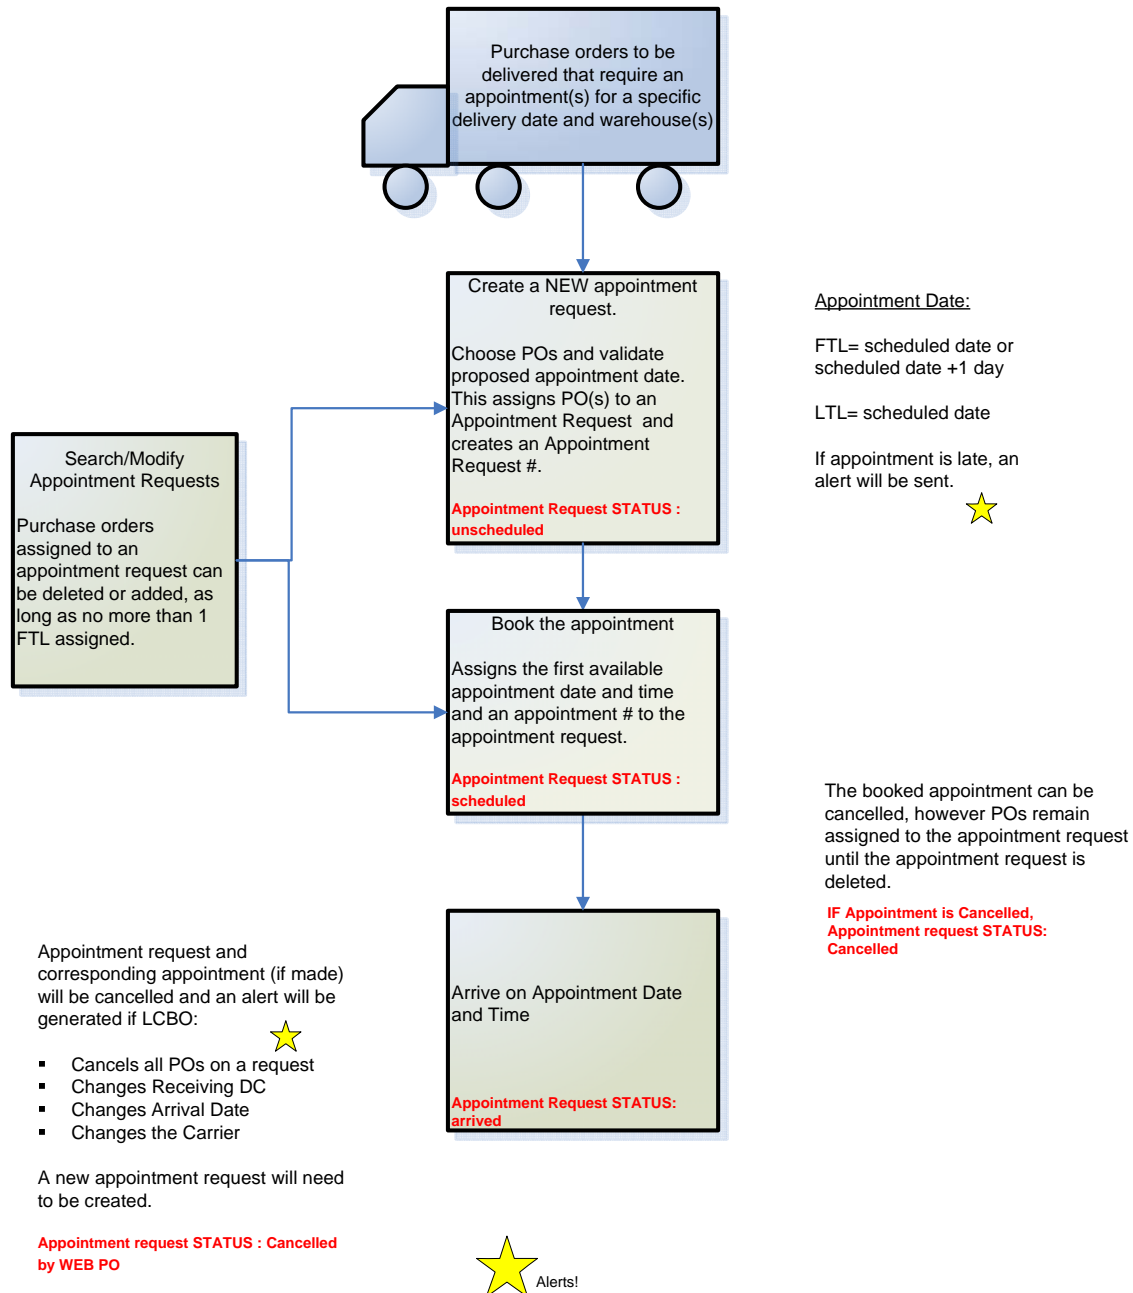 Purchase orders to be
delivered that require an
appointment(s) for a specific
delivery date and warehouse(s)
Create a NEW appointment
request.
Choose POs and validate
proposed appointment date.
This assigns PO(s) to an
Appointment Request  and
creates an Appointment
Request #.
Appointment Request STATUS :
unscheduled
Appointment Date:
FTL= scheduled date or
scheduled date +1 day
LTL= scheduled date
If appointment is late, an
alert will be sent.
Search/Modify
Appointment Requests
Purchase orders
assigned to an
appointment request can
be deleted or added, as
long as no more than 1
FTL assigned.
Book the appointment
Assigns the first available
appointment date and time
and an appointment # to the
appointment request.
Appointment Request STATUS :
scheduled
The booked appointment can be
cancelled, however POs remain
assigned to the appointment request
until the appointment request is
deleted.
IF Appointment is Cancelled,
Appointment request STATUS:
Cancelled
Arrive on Appointment Date
and Time
Appointment Request STATUS:
arrived
Appointment request and
corresponding appointment (if made)
will be cancelled and an alert will be
generated if LCBO:
▪ Cancels all POs on a request
▪ Changes Receiving DC
▪ Changes Arrival Date
▪ Changes the Carrier
A new appointment request will need
to be created.
Appointment request STATUS : Cancelled
by WEB PO
Alerts!